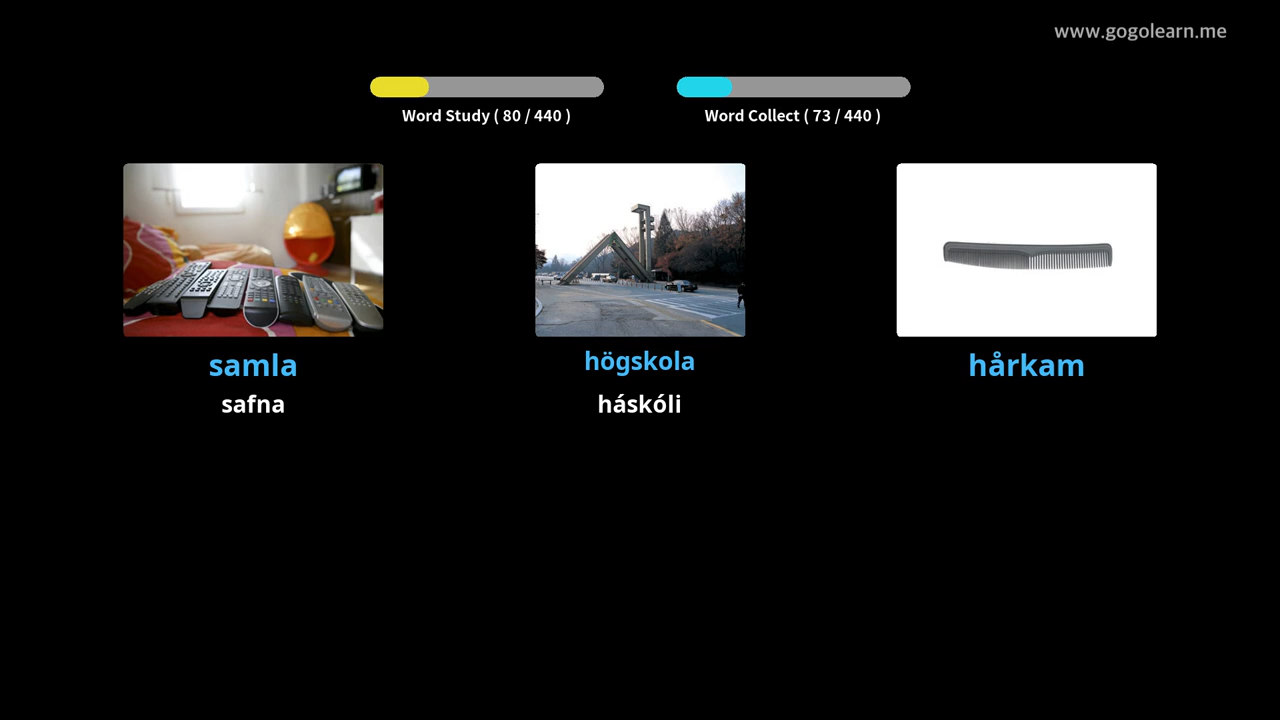 www.gogolearn.me
Word Study ( 80 / 440 )
Word Collect ( 73 / 440 )
samla
safna
högskola
háskóli
hårkam